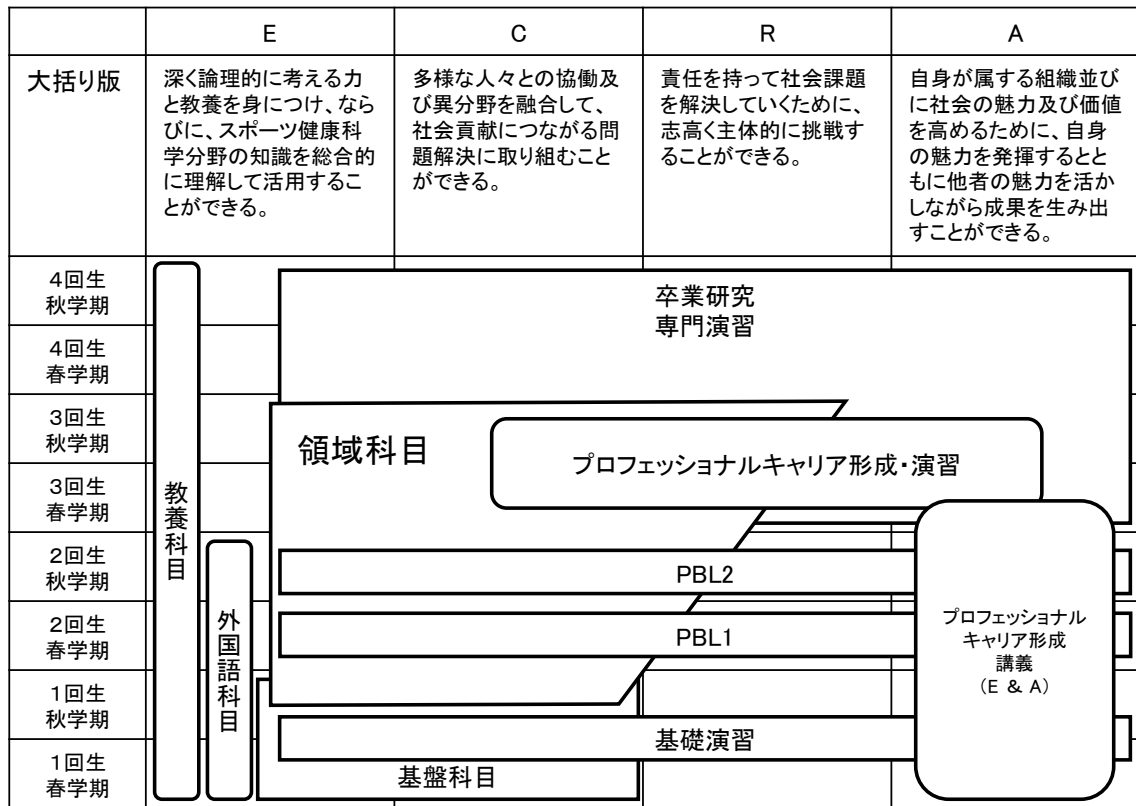 E
C
R
A
大括り版
深く論理的に考える力
と教養を身につけ、なら
びに、スポーツ健康科
学分野の知識を総合的
に理解して活用するこ
とができる。
多様な人々との協働及
び異分野を融合して、
社会貢献につながる問
題解決に取り組むこと
ができる。
責任を持って社会課題
を解決していくために、
志高く主体的に挑戦す
ることができる。
自身が属する組織並び
に社会の魅力及び価値
を高めるために、自身
の魅力を発揮するとと
もに他者の魅力を活か
しながら成果を生み出
すことができる。
4回生
秋学期
4回生
春学期
3回生
秋学期
3回生
春学期
2回生
秋学期
2回生
春学期
1回生
秋学期
1回生
春学期
教養科目
外国語科目
卒業研究
専門演習
領域科目
プロフェッショナルキャリア形成・演習
PBL2
PBL1
プロフェッショナル
キャリア形成
講義
(E & A)
基礎演習
基盤科目